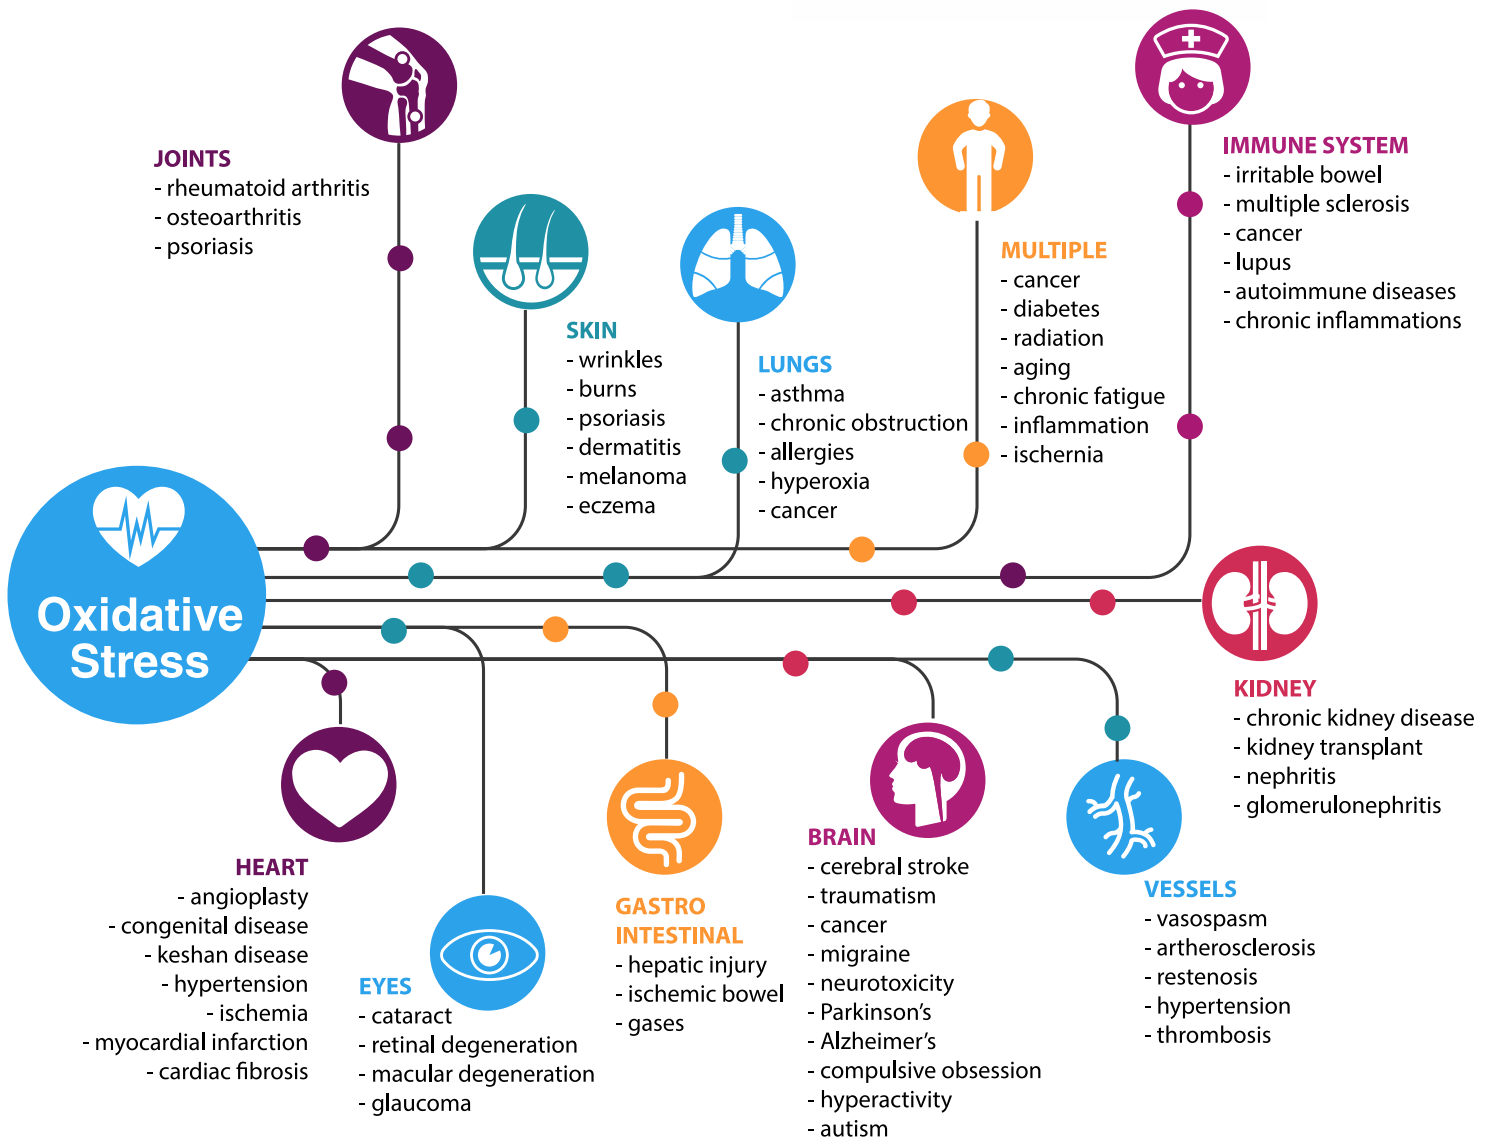 JOINTS
- rheumatoid arthritis
- osteoarthritis
- psoriasis
SKIN
- wrinkles
- burns
- psoriasis
- dermatitis
- melanoma
- eczema
LUNGS
- asthma
- chronic obstruction
- allergies
- hyperoxia
- cancer
MULTIPLE
- cancer
- diabetes
- radiation
- aging
- chronic fatigue
- inflammation
- ischernia
IMMUNE SYSTEM
- irritable bowel
- multiple sclerosis
- cancer
- lupus
- autoimmune diseases
- chronic inflammations
Oxidative
Stress
HEART
- angioplasty
- congenital disease
- keshan disease
- hypertension
- ischemia
- myocardial infarction
- cardiac fibrosis
EYES
- cataract
- retinal degeneration
- macular degeneration
- glaucoma
GASTRO
INTESTINAL
- hepatic injury
- ischemic bowel
- gases
BRAIN
- cerebral stroke
- traumatism
- cancer
- migraine
- neurotoxicity
- Parkinson's
- Alzheimer's
- compulsive obsession
- hyperactivity
- autism
VESSELS
- vasospasm
- artherosclerosis
- restenosis
- hypertension
- thrombosis
KIDNEY
- chronic kidney disease
- kidney transplant
- nephritis
- glomerulonephritis